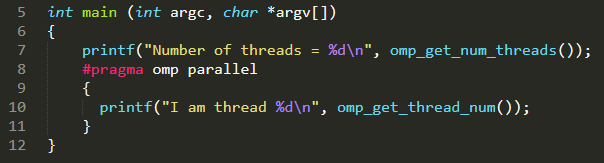 5 int main (int argc, char *argv[])
6 {
7 printf("Number of threads = %d\n", omp_get_num_threads());
8 #pragma omp parallel
9 {
10 printf("I am thread %d\n", omp_get_thread_num());
11 }
12 }